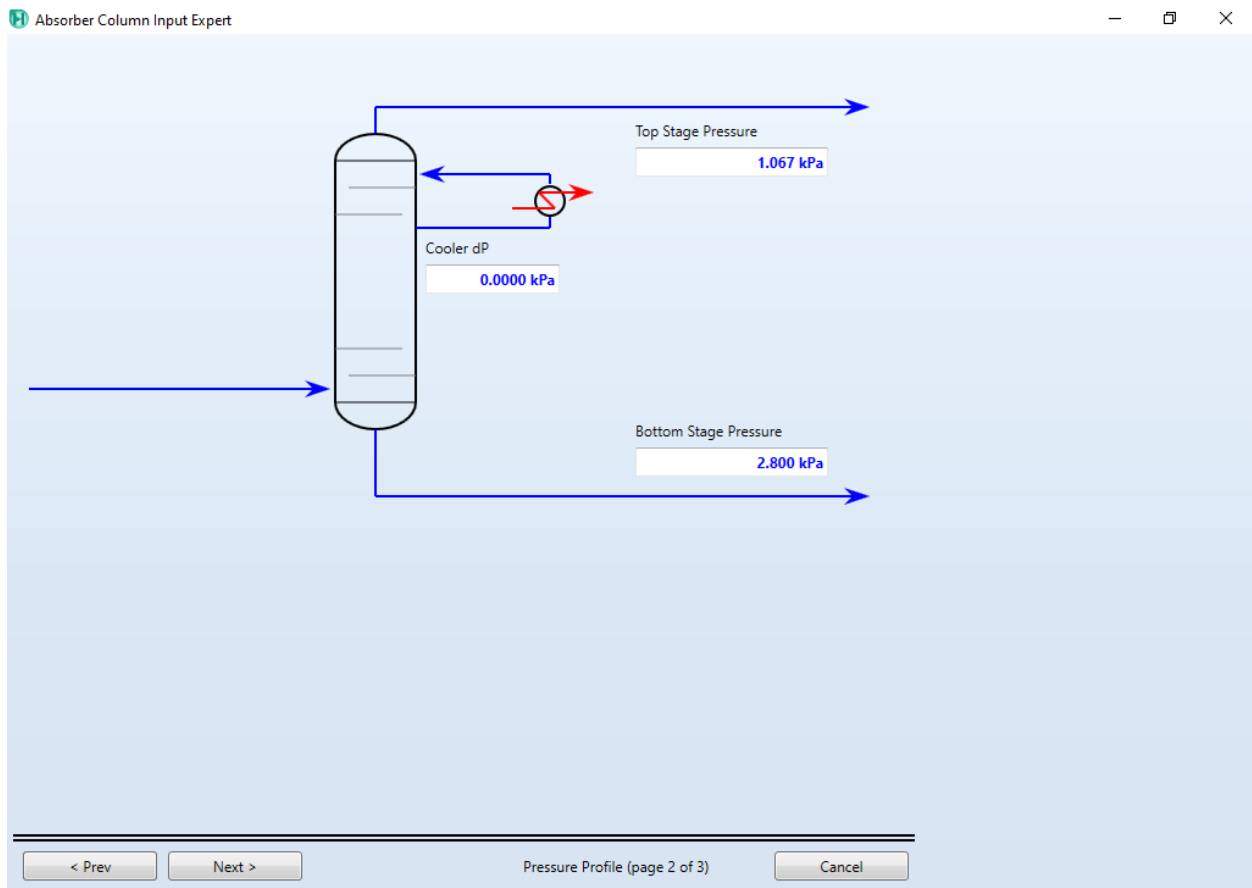 Absorber Column Input Expert
Top Stage Pressure
1.067 kPa
Cooler dP
0.0000 kPa
Bottom Stage Pressure
2.800 kPa
< Prev
Next >
Pressure Profile (page 2 of 3)
Cancel